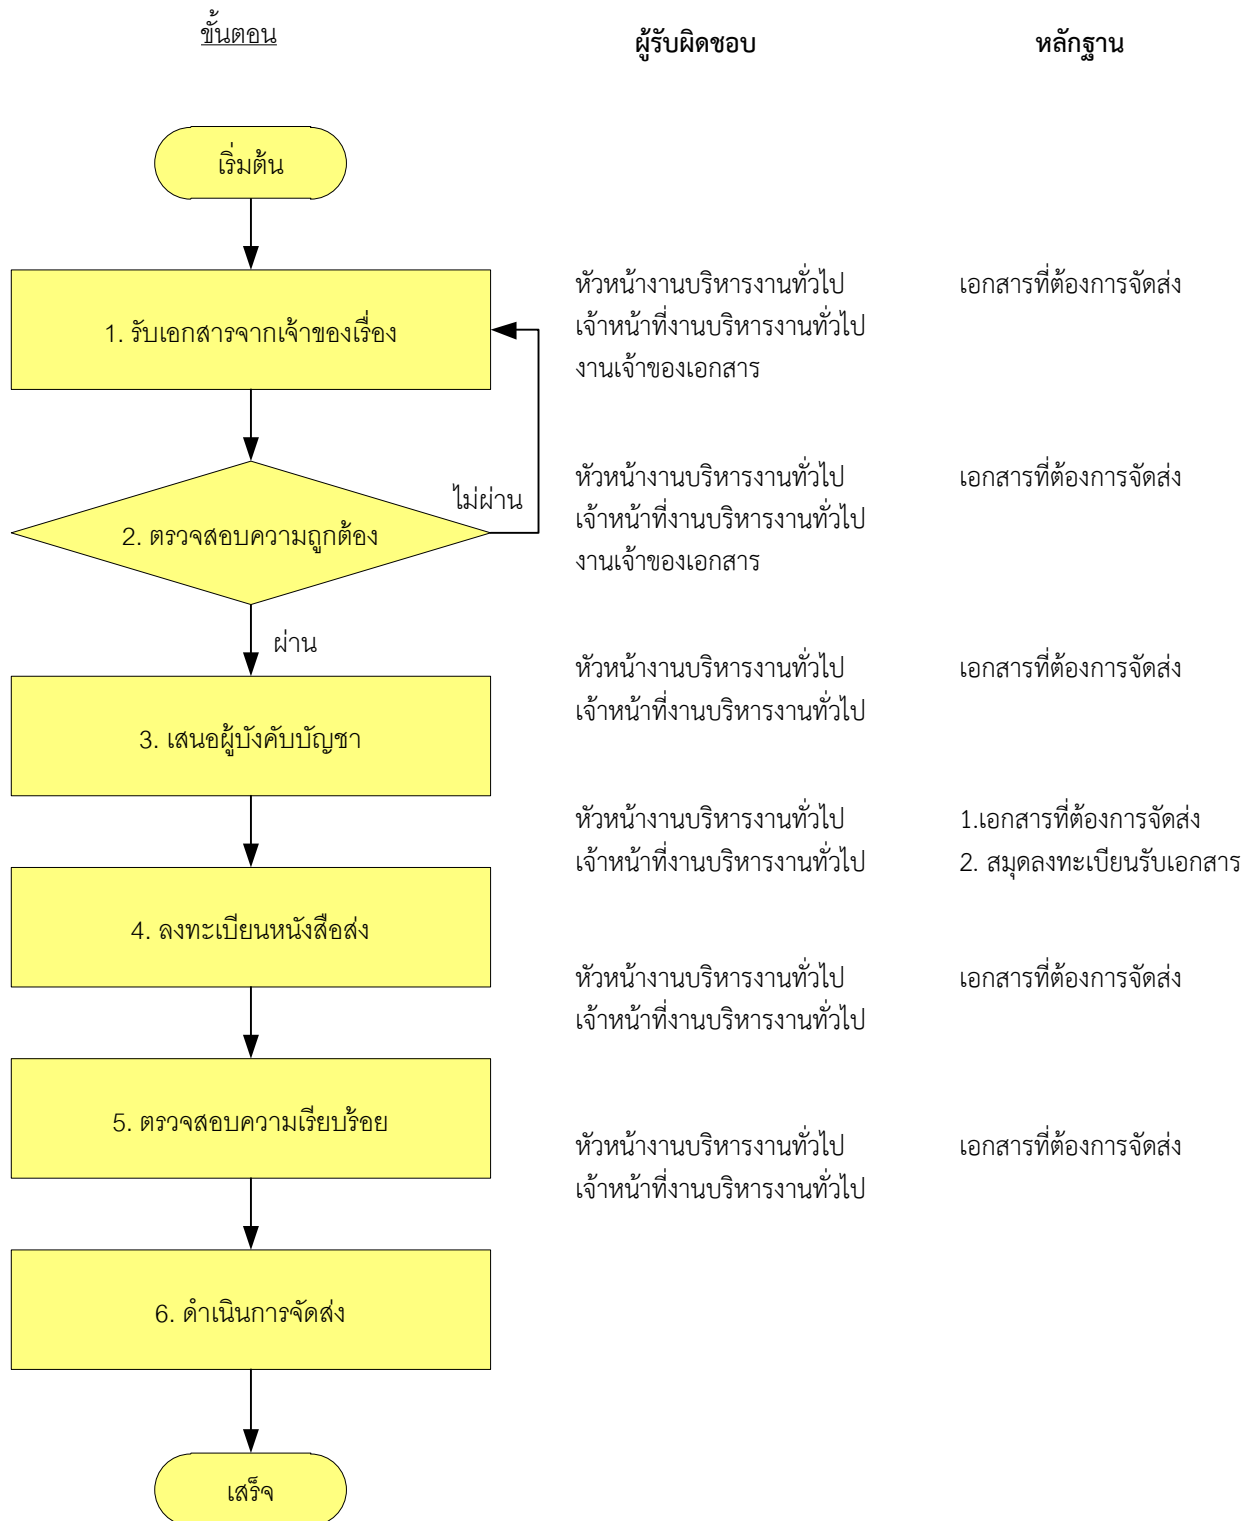 ขั้นตอน
ผู้รับผิดชอบ
หลักฐาน
เริ่มต้น
1. รับเอกสารจากเจ้าของเรื่อง
หัวหน้างานบริหารงานทั่วไป
เจ้าหน้าที่งานบริหารงานทั่วไป
งานเจ้าของเอกสาร
เอกสารที่ต้องการจัดส่ง
2. ตรวจสอบความถูกต้อง
ไม่ผ่าน
ผ่าน
หัวหน้างานบริหารงานทั่วไป
เจ้าหน้าที่งานบริหารงานทั่วไป
งานเจ้าของเอกสาร
เอกสารที่ต้องการจัดส่ง
3. เสนอผู้บังคับบัญชา
หัวหน้างานบริหารงานทั่วไป
เจ้าหน้าที่งานบริหารงานทั่วไป
เอกสารที่ต้องการจัดส่ง
4. ลงทะเบียนหนังสือส่ง
หัวหน้างานบริหารงานทั่วไป
เจ้าหน้าที่งานบริหารงานทั่วไป
1.เอกสารที่ต้องการจัดส่ง
2. สมุดลงทะเบียนรับเอกสาร
5. ตรวจสอบความเรียบร้อย
หัวหน้างานบริหารงานทั่วไป
เจ้าหน้าที่งานบริหารงานทั่วไป
เอกสารที่ต้องการจัดส่ง
6. ดำเนินการจัดส่ง
หัวหน้างานบริหารงานทั่วไป
เจ้าหน้าที่งานบริหารงานทั่วไป
เอกสารที่ต้องการจัดส่ง
เสร็จ